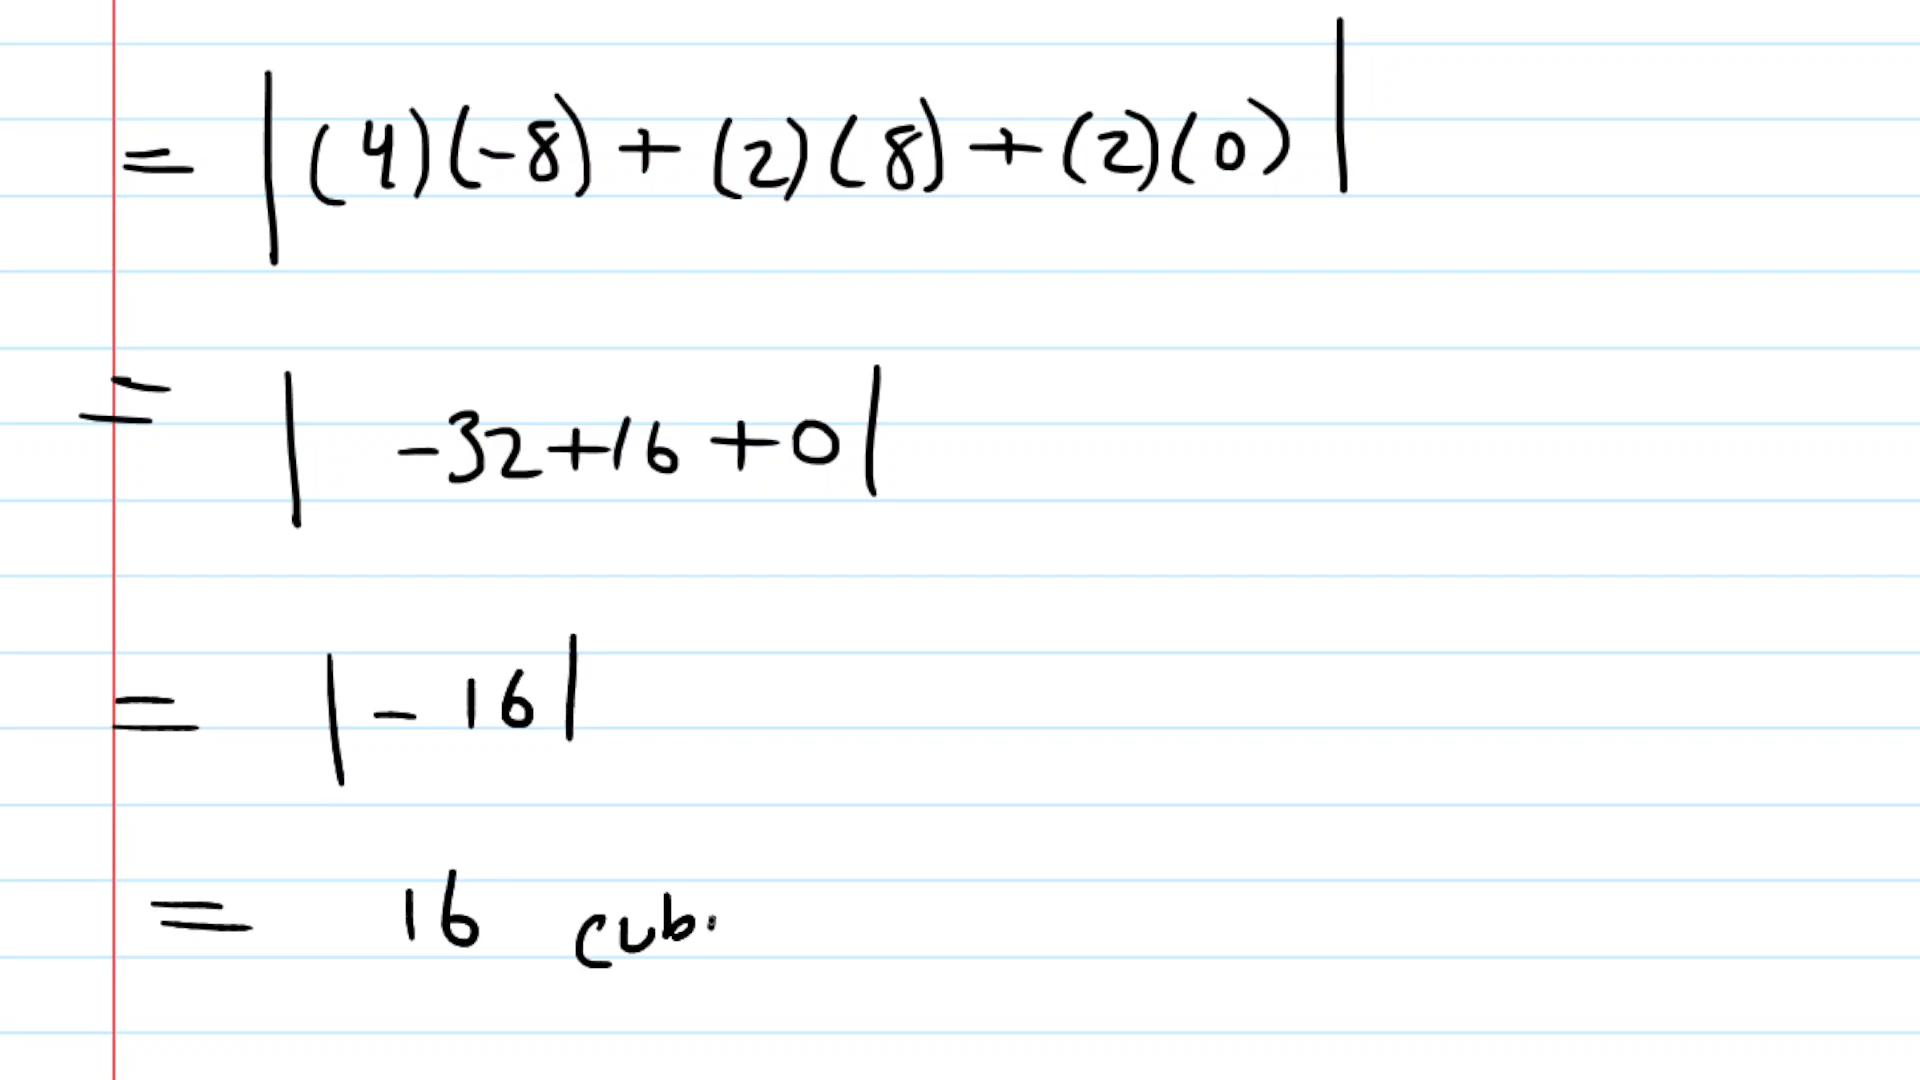 = | (4)(-8) + (2)(8) + (2)(0) |
= | -32+16+0 |
= | -16 |
= 16 cub.